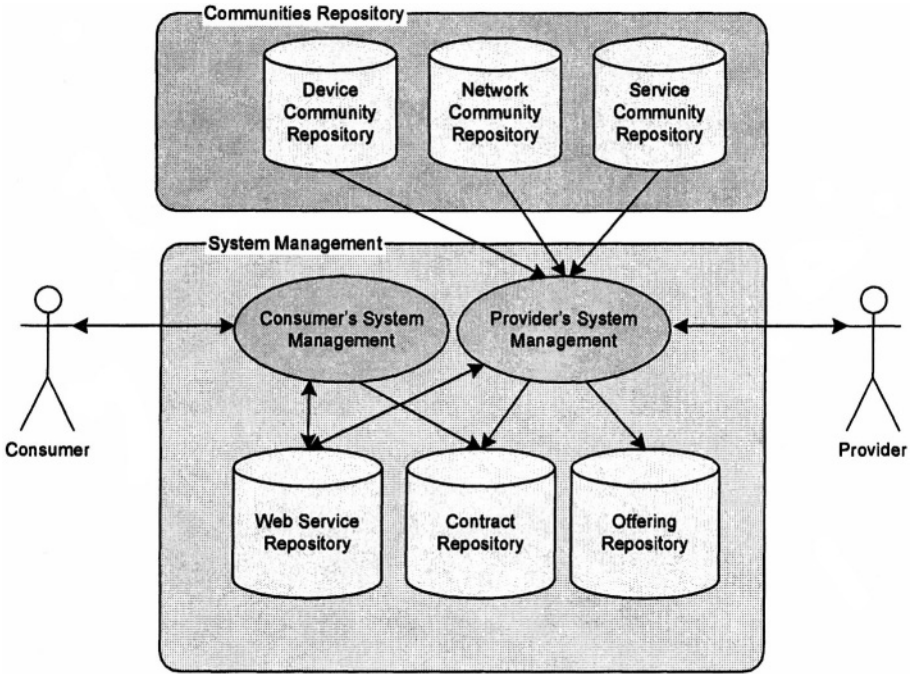 Communities Repository
Device
Community
Repository
Network
Community
Repository
Service
Community
Repository
System Management
Consumer's System
Management
Provider's System
Management
Consumer
Provider
Web Service
Repository
Contract
Repository
Offering
Repository